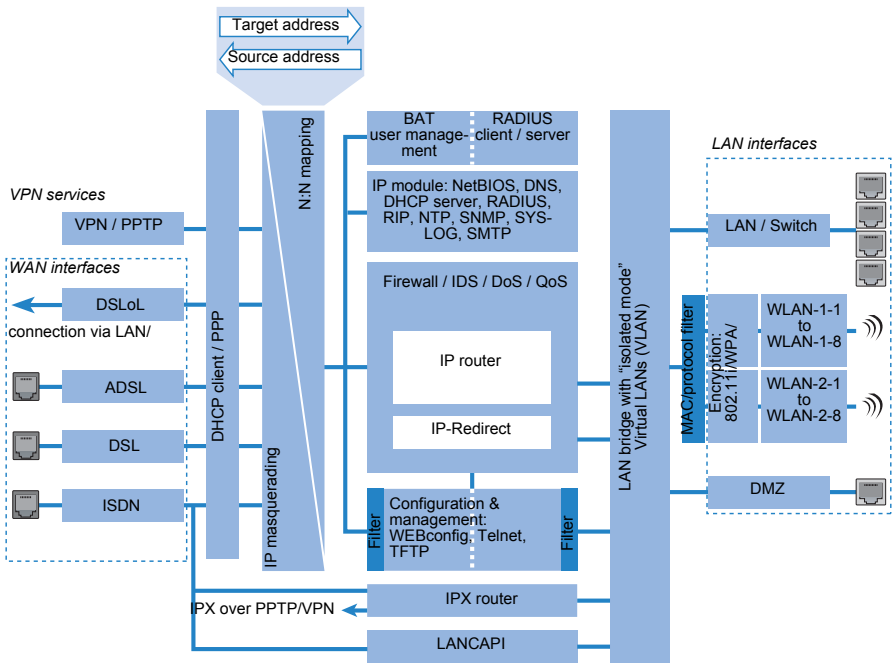 Target address
Source address
BAT
user manage-
ment
RADIUS
client / server
LAN interfaces
N:N mapping
IP module: NetBIOS, DNS,
DHCP server, RADIUS,
RIP, NTP, SNMP, SYS-
LOG, SMTP
VPN services
VPN / PPTP
LAN / Switch
WAN interfaces
DSLoL
connection via LAN/
Firewall / IDS / DoS / QoS
IP router
IP-Redirect
DHCP client / PPP
IP masquerading
LAN bridge with "isolated mode"
Virtual LANs (VLAN)
MAC/protocol filter
Encryption:
802.11i/WPA/
WLAN-1-1
to
WLAN-1-8
WLAN-2-1
to
WLAN-2-8
ADSL
DSL
ISDN
DMZ
Filter
Configuration &
management:
WEBconfig, Telnet,
TFTP
Filter
IPX router
IPX over PPTP/VPN
LANCAPI